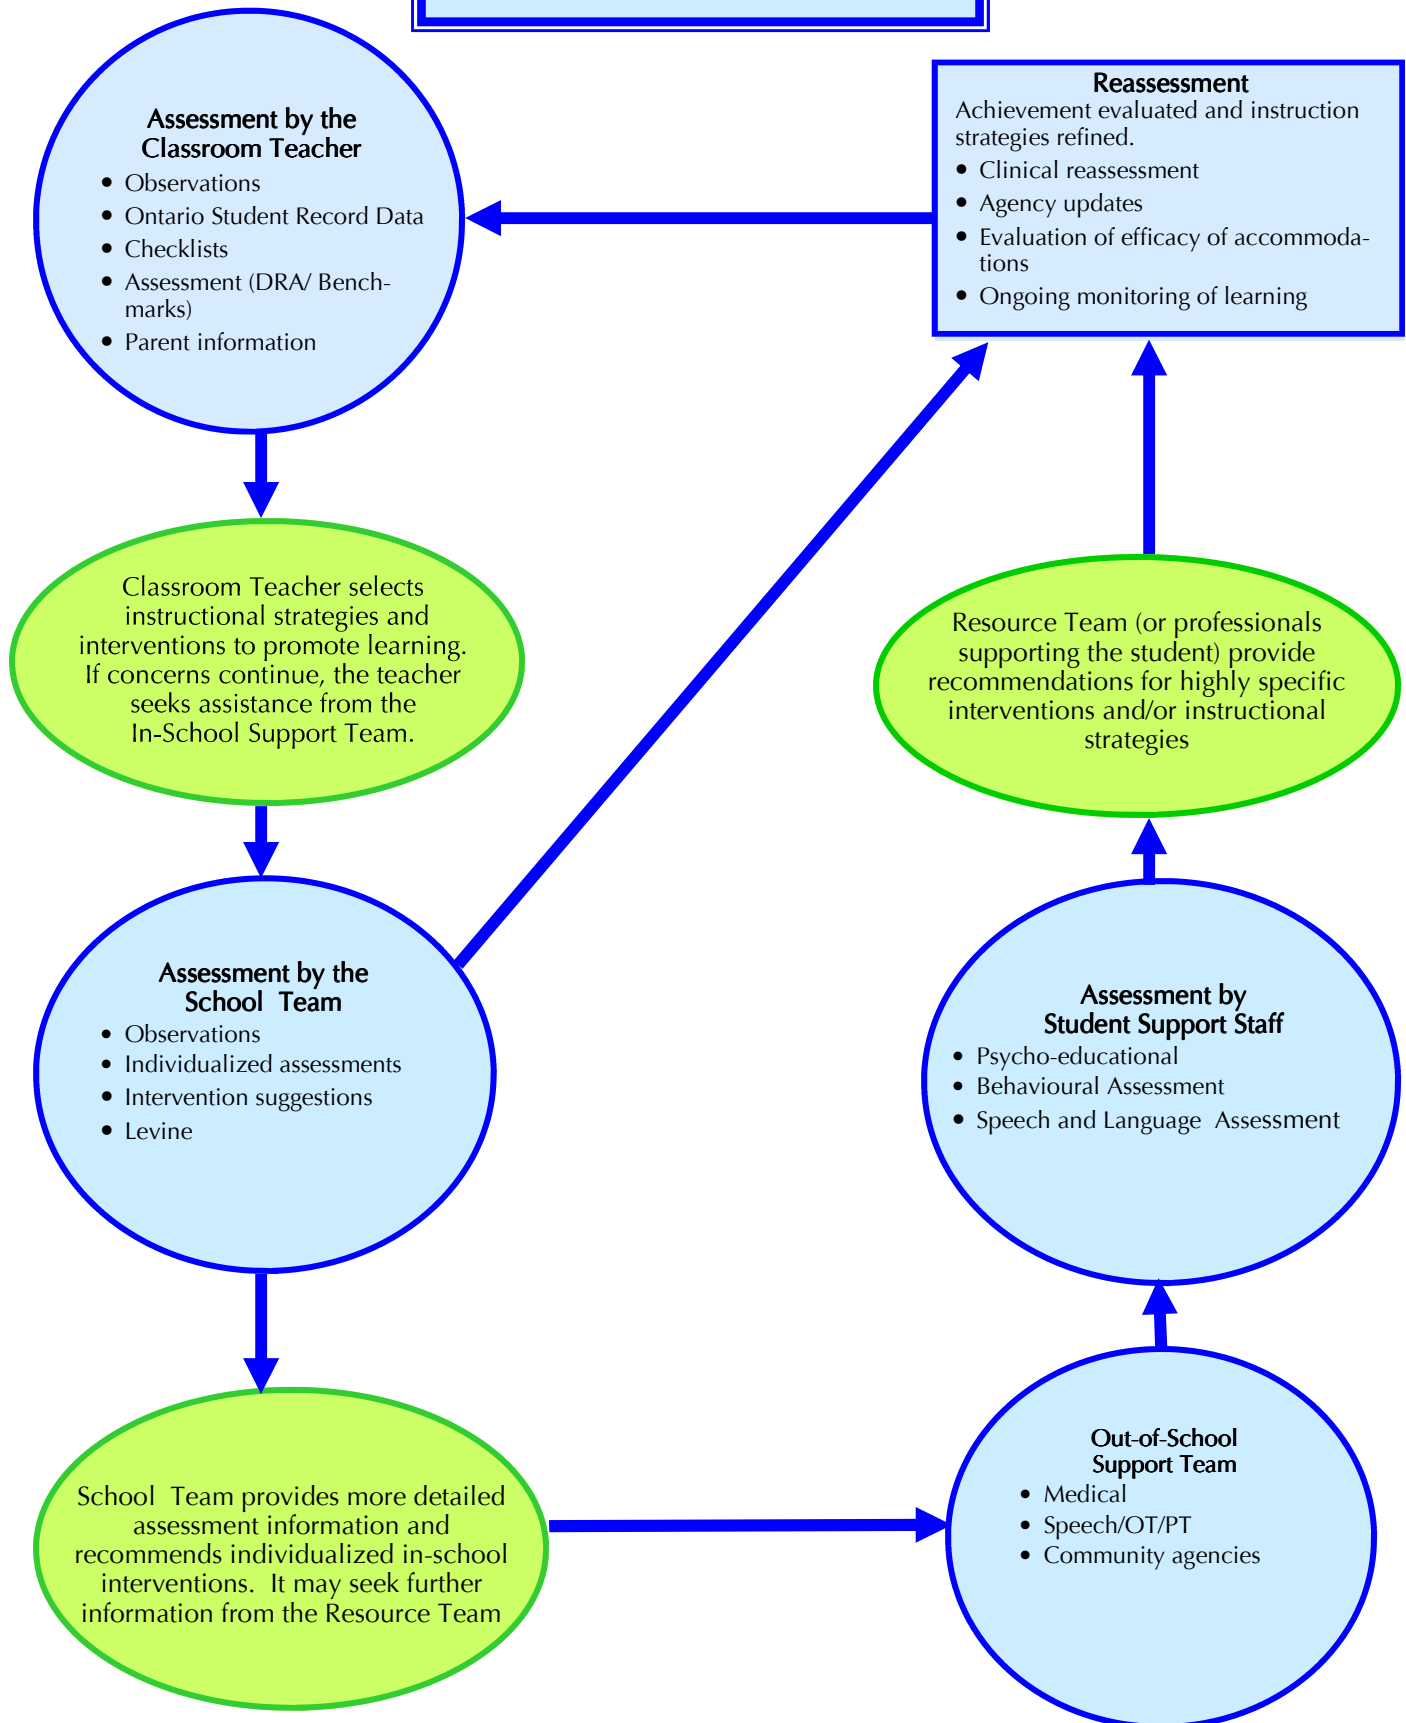 Assessment by the
Classroom Teacher
• Observations
• Ontario Student Record Data
• Checklists
• Assessment (DRA/ Bench-
marks)
• Parent information
Reassessment
Achievement evaluated and instruction
strategies refined.
• Clinical reassessment
• Agency updates
• Evaluation of efficacy of accommoda-
tions
• Ongoing monitoring of learning
Classroom Teacher selects
instructional strategies and
interventions to promote learning.
If concerns continue, the teacher
seeks assistance from the
In-School Support Team.
Resource Team (or professionals
supporting the student) provide
recommendations for highly specific
interventions and/or instructional
strategies
Assessment by the
School Team
• Observations
• Individualized assessments
• Intervention suggestions
• Levine
Assessment by
Student Support Staff
• Psycho-educational
• Behavioural Assessment
• Speech and Language Assessment
School Team provides more detailed
assessment information and
recommends individualized in-school
interventions. It may seek further
information from the Resource Team
Out-of-School
Support Team
• Medical
• Speech/OT/PT
• Community agencies